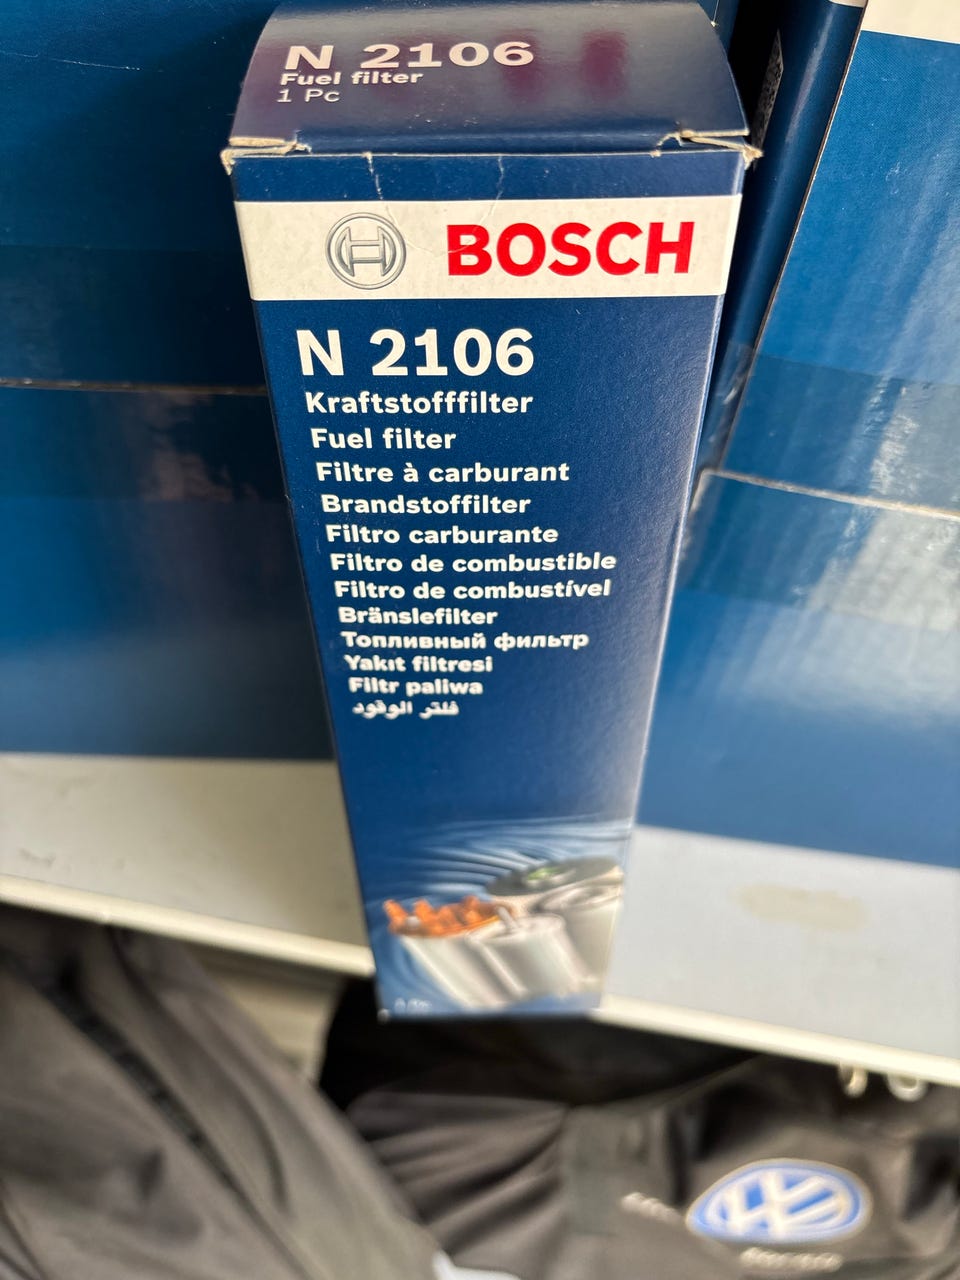 N 2106
Fuel filter
1 Pc
BOSCH
N 2106
Kraftstofffilter
Fuel filter
Filtre à carburant
Brandstoffilter
Filtro carburante
Filtro de combustible
Filtro de combustível
Bränslefilter
Топливный фильтр
Yakıt filtresi
Filtr paliwa
فلتر الوقود